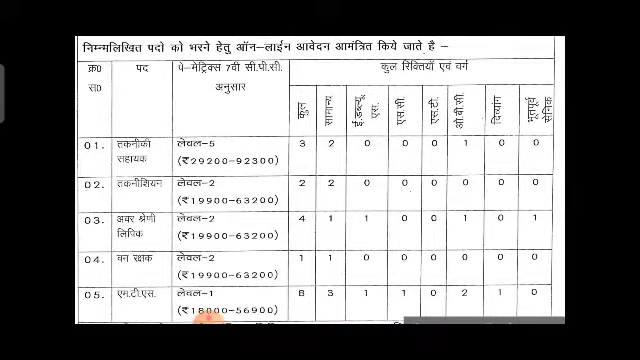 निम्नलिखित पदो को भरने हेतु ऑन-लाईन आवेदन आमंत्रित किये जाते है -
क्र0 स0 पद पे-मेट्रिक्स 7वी सी.पी.सी. अनुसार कुल रिक्तियों एवं वर्ग
कुल सामान्य ई.डब्ल्यू एस. एस.सी. एस.टी. ओ.बी.सी. दिव्यांग भूतपूर्व सैनिक
01. तकनीकी सहायक लेवल-5 (₹29200-92300) 3 2 0 0 0 1 0 0
02. तकनीशियन लेवल-2 (₹19900-63200) 2 2 0 0 0 0 0 0
03. अवर श्रेणी लिपिक लेवल-2 (₹19900-63200) 4 1 1 0 0 1 0 1
04. वन रक्षक लेवल-2 (₹19900-63200) 1 1 0 0 0 0 0 0
05. एम.टी.एस. लेवल-1 (₹18000-56900) 8 3 1 1 0 2 1 0